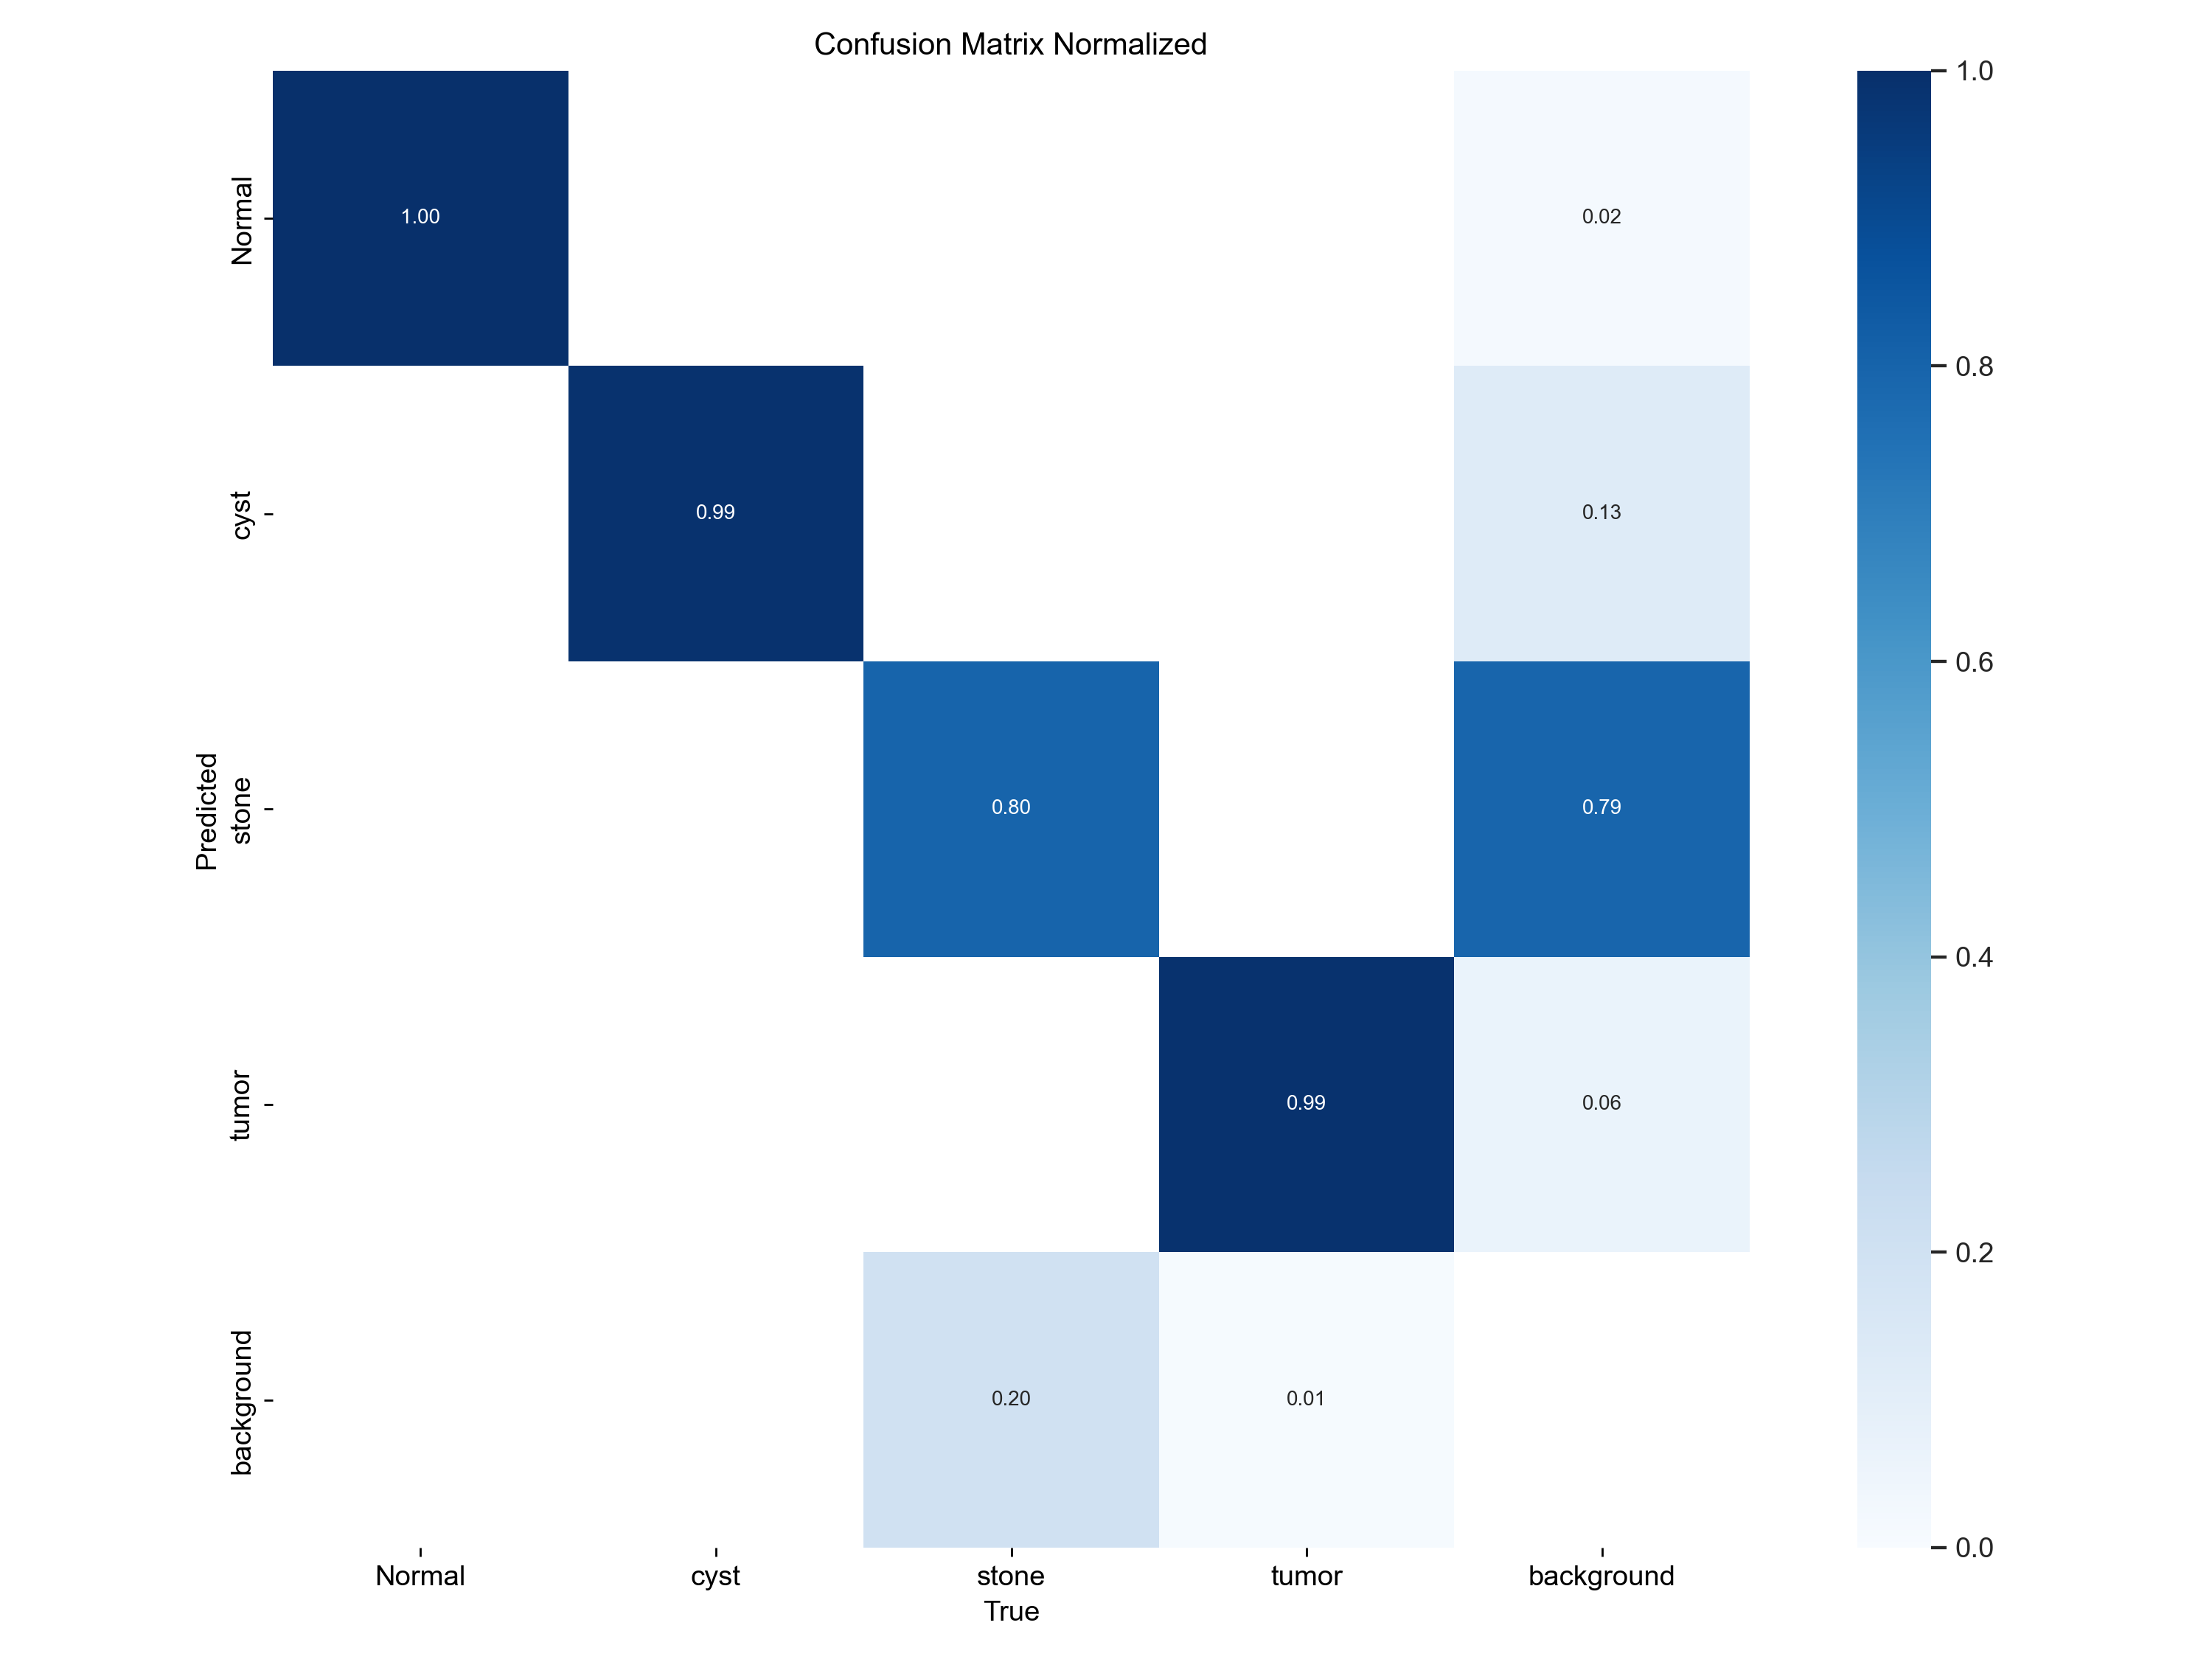 Confusion Matrix Normalized
Predicted
Normal
1.00
0.02
cyst
0.99
0.13
stone
0.80
0.79
tumor
0.99
0.06
background
0.20
0.01
Normal
cyst
stone
tumor
background
True
1.0
0.8
0.6
0.4
0.2
0.0